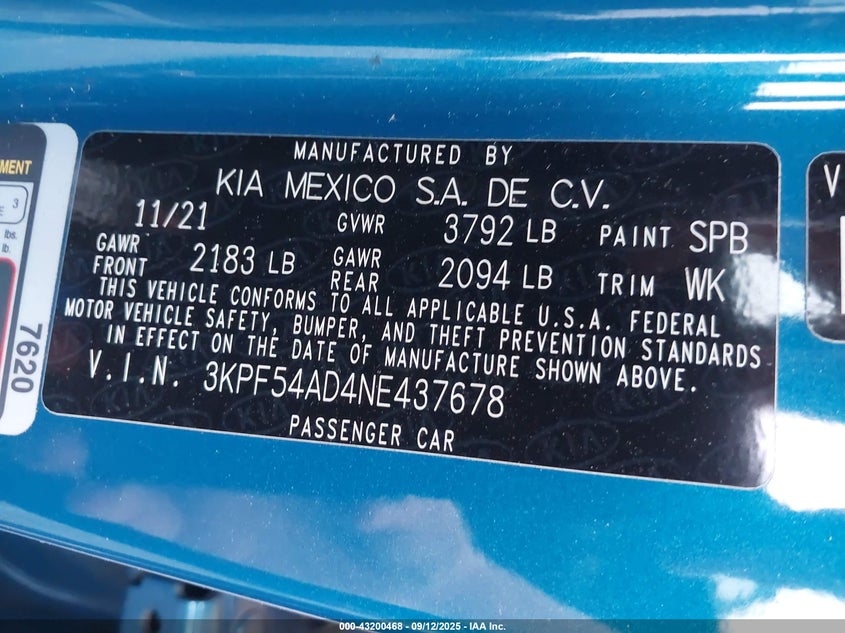 MANUFACTURED BY
KIA MEXICO S.A. DE C.V.
11/21 GVWR 3792 LB PAINT SPB
GAWR FRONT 2183 LB GAWR REAR 2094 LB TRIM WK
THIS VEHICLE CONFORMS TO ALL APPLICABLE U.S.A. FEDERAL
MOTOR VEHICLE SAFETY, BUMPER, AND THEFT PREVENTION STANDARDS
IN EFFECT ON THE DATE OF MANUFACTURE SHOWN ABOVE.
V.I.N. 3KPF54AD4NE437678
PASSENGER CAR
3
lbs.
lb.
7620
V
000-43200468 - 09/12/2025 - IAA Inc.